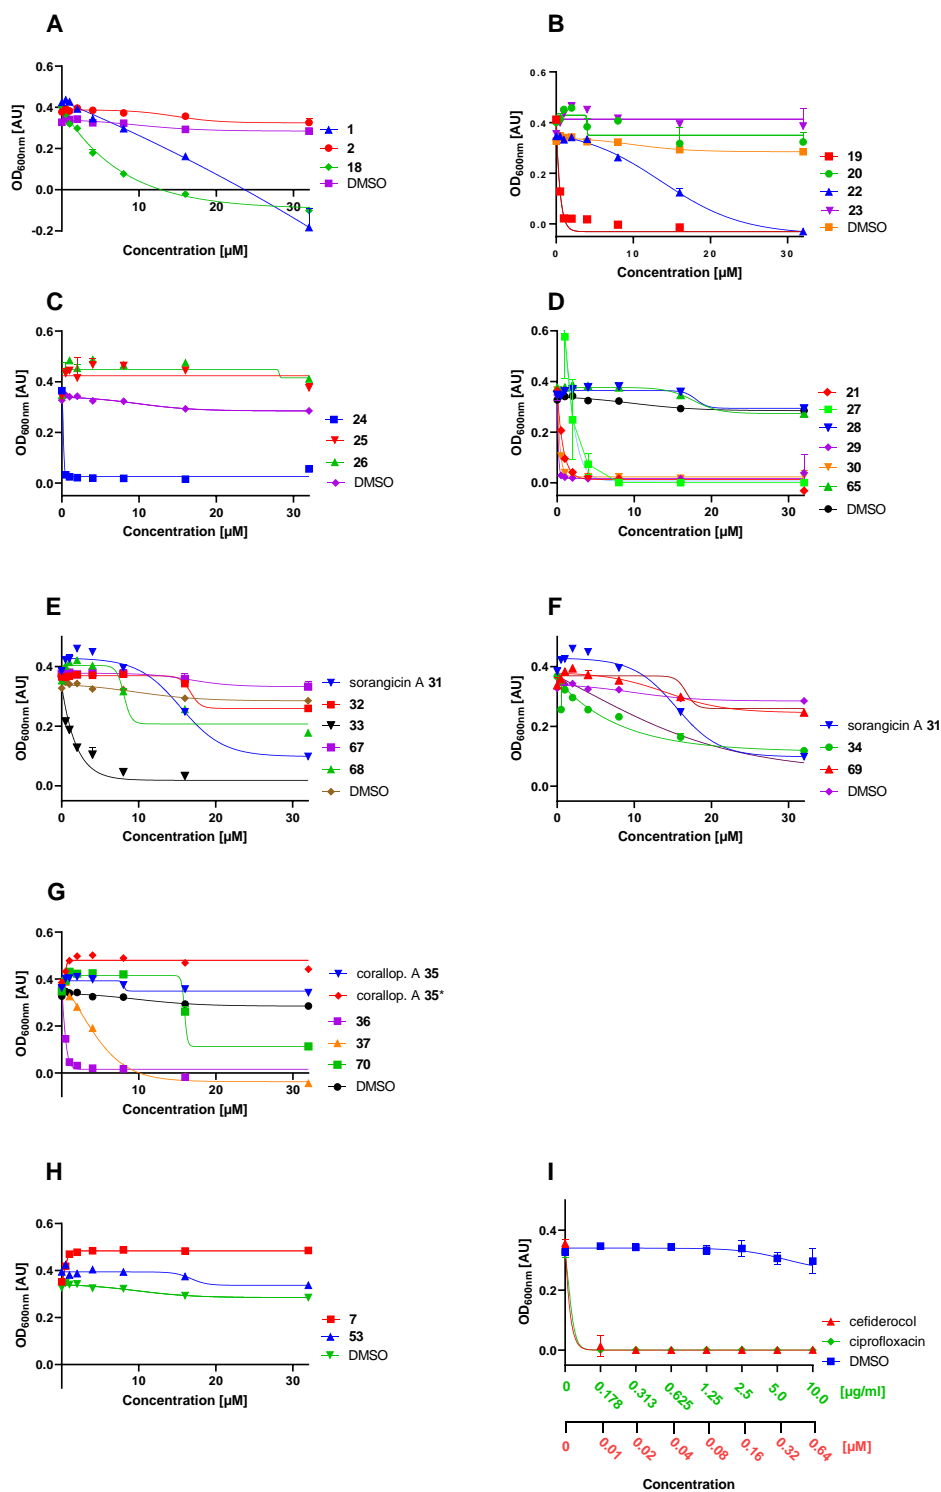 A
0.6
0.4
0.2
0.0
-0.2
OD600nm [AU]
10
20
30
Concentration [µM]
1
2
18
DMSO
B
0.6
0.4
0.2
0.0
OD600nm [AU]
0
10
20
30
Concentration [µM]
19
20
22
23
DMSO
C
0.6
0.4
0.2
0.0
OD600nm [AU]
0
10
20
30
Concentration [µM]
24
25
26
DMSO
D
0.6
0.4
0.2
0.0
OD600nm [AU]
0
10
20
30
Concentration [µM]
21
27
28
29
30
65
DMSO
E
0.4
0.2
0.0
OD600nm [AU]
0
10
20
30
Concentration [µM]
sorangicin A 31
32
33
67
68
DMSO
F
0.4
0.2
0.0
OD600nm [AU]
0
10
20
30
Concentration [µM]
sorangicin A 31
34
69
DMSO
G
0.6
0.4
0.2
0.0
OD600nm [AU]
10
20
30
Concentration [µM]
corallop. A 35
corallop. A 35*
36
37
70
DMSO
H
0.6
0.4
0.2
0.0
OD600nm [AU]
10
20
30
Concentration [µM]
7
53
DMSO
I
0.4
0.2
0.0
OD600nm [AU]
cefiderocol
ciprofloxacin
DMSO
0
0.178
0.313
0.625
1.25
2.5
5.0
10.0
[µg/ml]
0
0.01
0.02
0.04
0.08
0.16
0.32
0.64
[µM]
Concentration